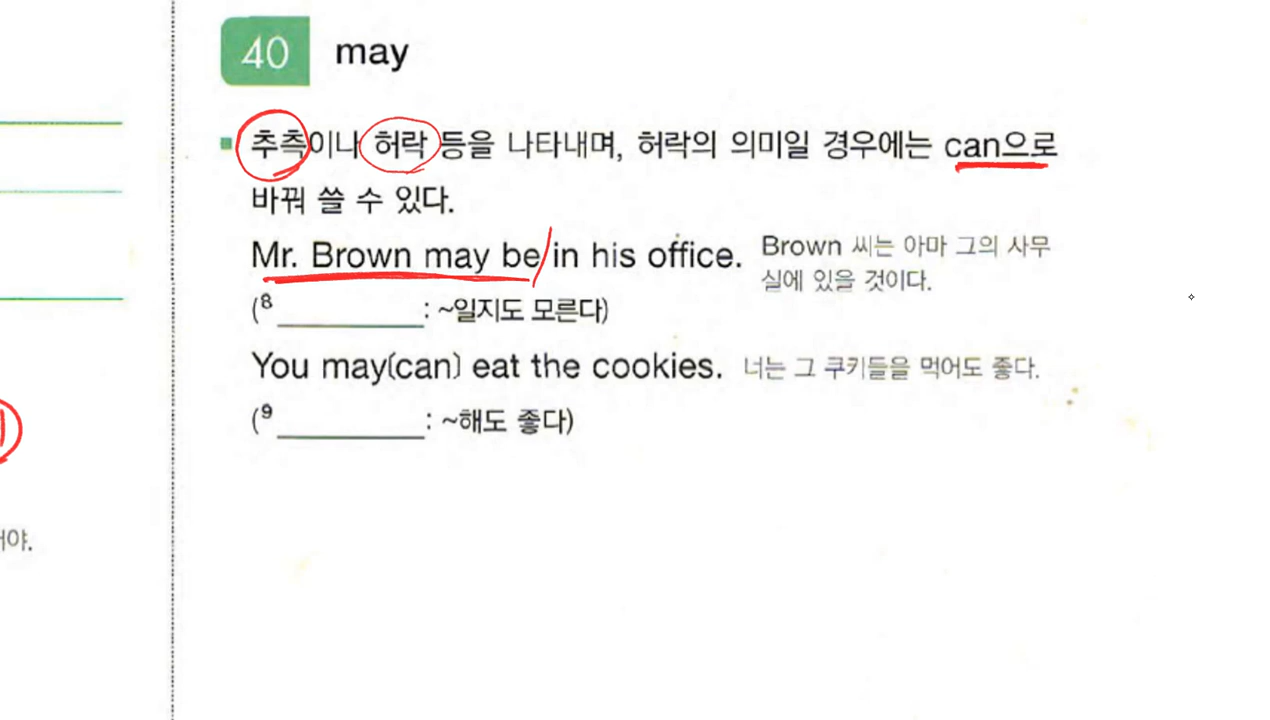 40 may
추측이나 허락 등을 나타내며, 허락의 의미일 경우에는 can으로
바꿔 쓸 수 있다.
Mr. Brown may be in his office. Brown 씨는 아마 그의 사무
실에 있을 것이다.
(8 __________ : ~일지도 모른다)
You may(can) eat the cookies. 너는 그 쿠키들을 먹어도 좋다.
(9 __________ : ~해도 좋다)
야.